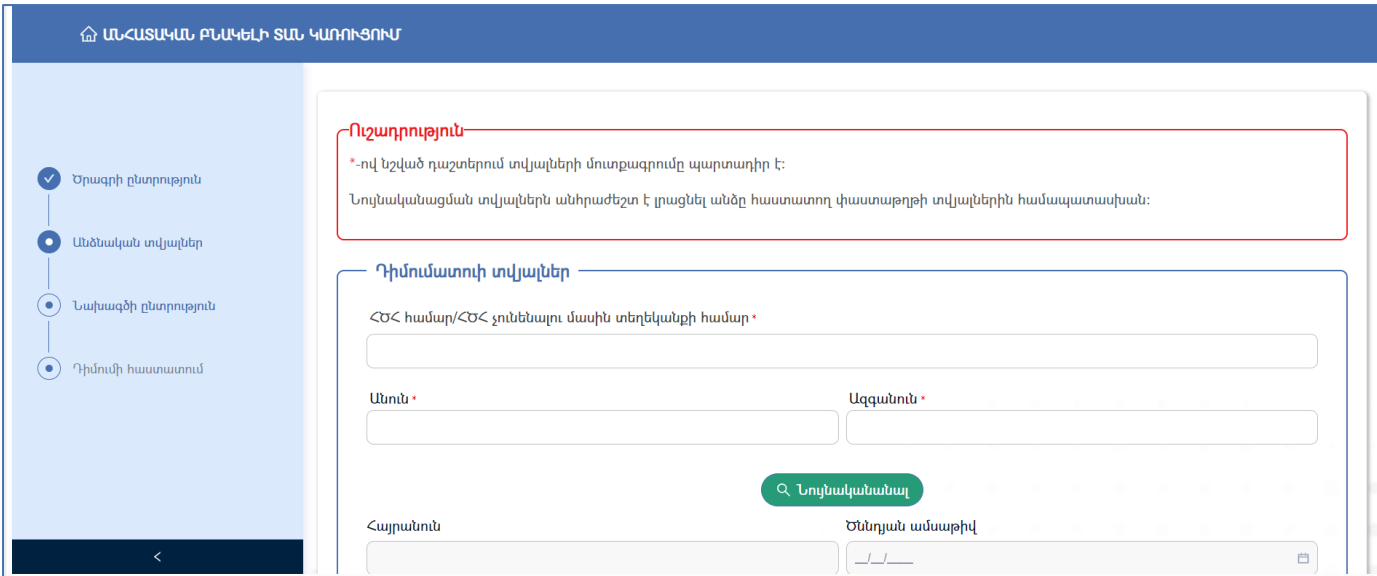 ԱՆՀԱՏԱԿԱՆ ԲՆԱԿԵԼԻ ՏԱՆ ԿԱՌՈՒՑՈՒՄ
Ծրագրի ընտրություն
Անձնական տվյալներ
Նախագծի ընտրություն
Դիմումի հաստատում
<
Ուշադրություն
*-ով նշված դաշտերում տվյալների մուտքագրումը պարտադիր է:
Նույնականացման տվյալներն անհրաժեշտ է լրացնել անձը հաստատող փաստաթղթի տվյալներին համապատասխան:
Դիմումատուի տվյալներ
ՀԾՀ համար/ՀԾՀ չունենալու մասին տեղեկանքի համար *
Անուն * Ազգանուն *
Նույնականանալ
Հայրանուն Ծննդյան ամսաթիվ
__/__/____